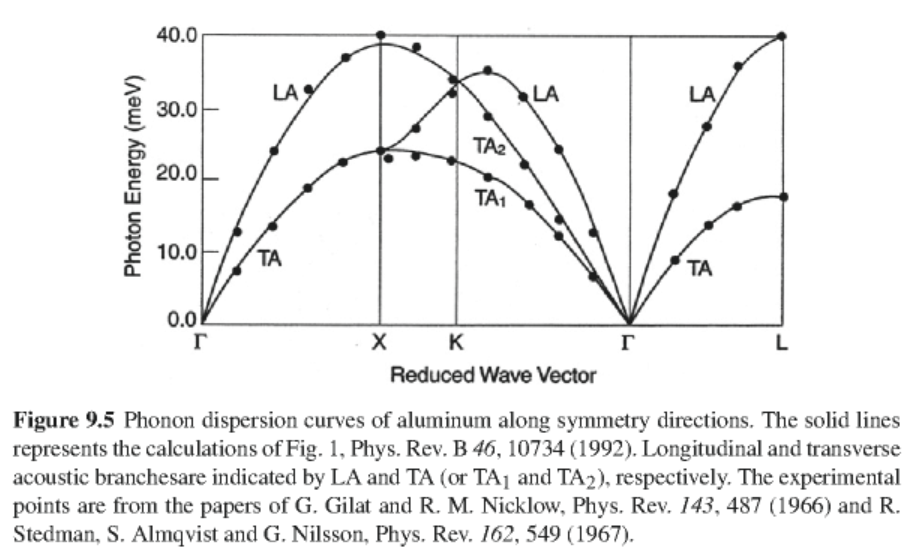 40.0
30.0
20.0
10.0
0.0
Photon Energy (meV)
LA
TA
TA2
TA1
LA
LA
TA
Γ
X
K
Γ
L
Reduced Wave Vector
Figure 9.5 Phonon dispersion curves of aluminum along symmetry directions. The solid lines
represents the calculations of Fig. 1, Phys. Rev. B 46, 10734 (1992). Longitudinal and transverse
acoustic branchesare indicated by LA and TA (or TA1 and TA2), respectively. The experimental
points are from the papers of G. Gilat and R. M. Nicklow, Phys. Rev. 143, 487 (1966) and R.
Stedman, S. Almqvist and G. Nilsson, Phys. Rev. 162, 549 (1967).